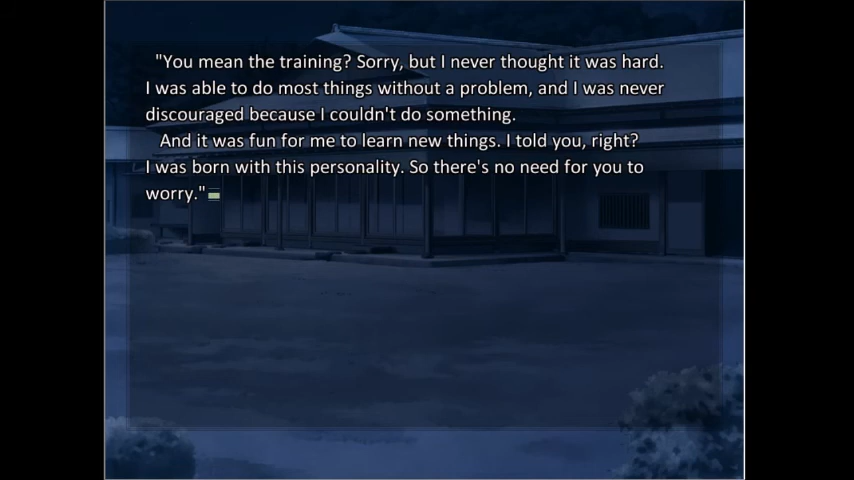 "You mean the training? Sorry, but I never thought it was hard.
I was able to do most things without a problem, and I was never
discouraged because I couldn't do something.
And it was fun for me to learn new things. I told you, right?
I was born with this personality. So there's no need for you to
worry."